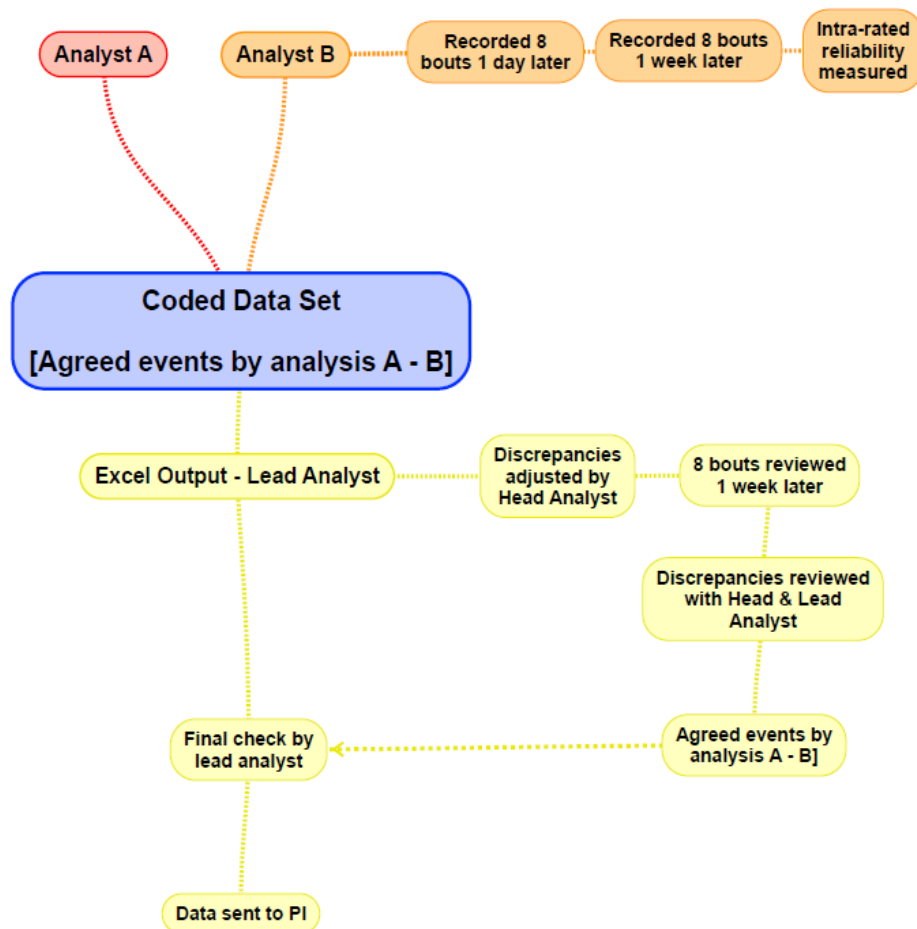 Analyst A
Analyst B
Recorded 8
bouts 1 day later
Recorded 8 bouts
1 week later
Intra-rated
reliability
measured
Coded Data Set
[Agreed events by analysis A - B]
Excel Output - Lead Analyst
Discrepancies
adjusted by
Head Analyst
8 bouts reviewed
1 week later
Discrepancies reviewed
with Head & Lead
Analyst
Agreed events by
analysis A - B]
Final check by
lead analyst
Data sent to PI